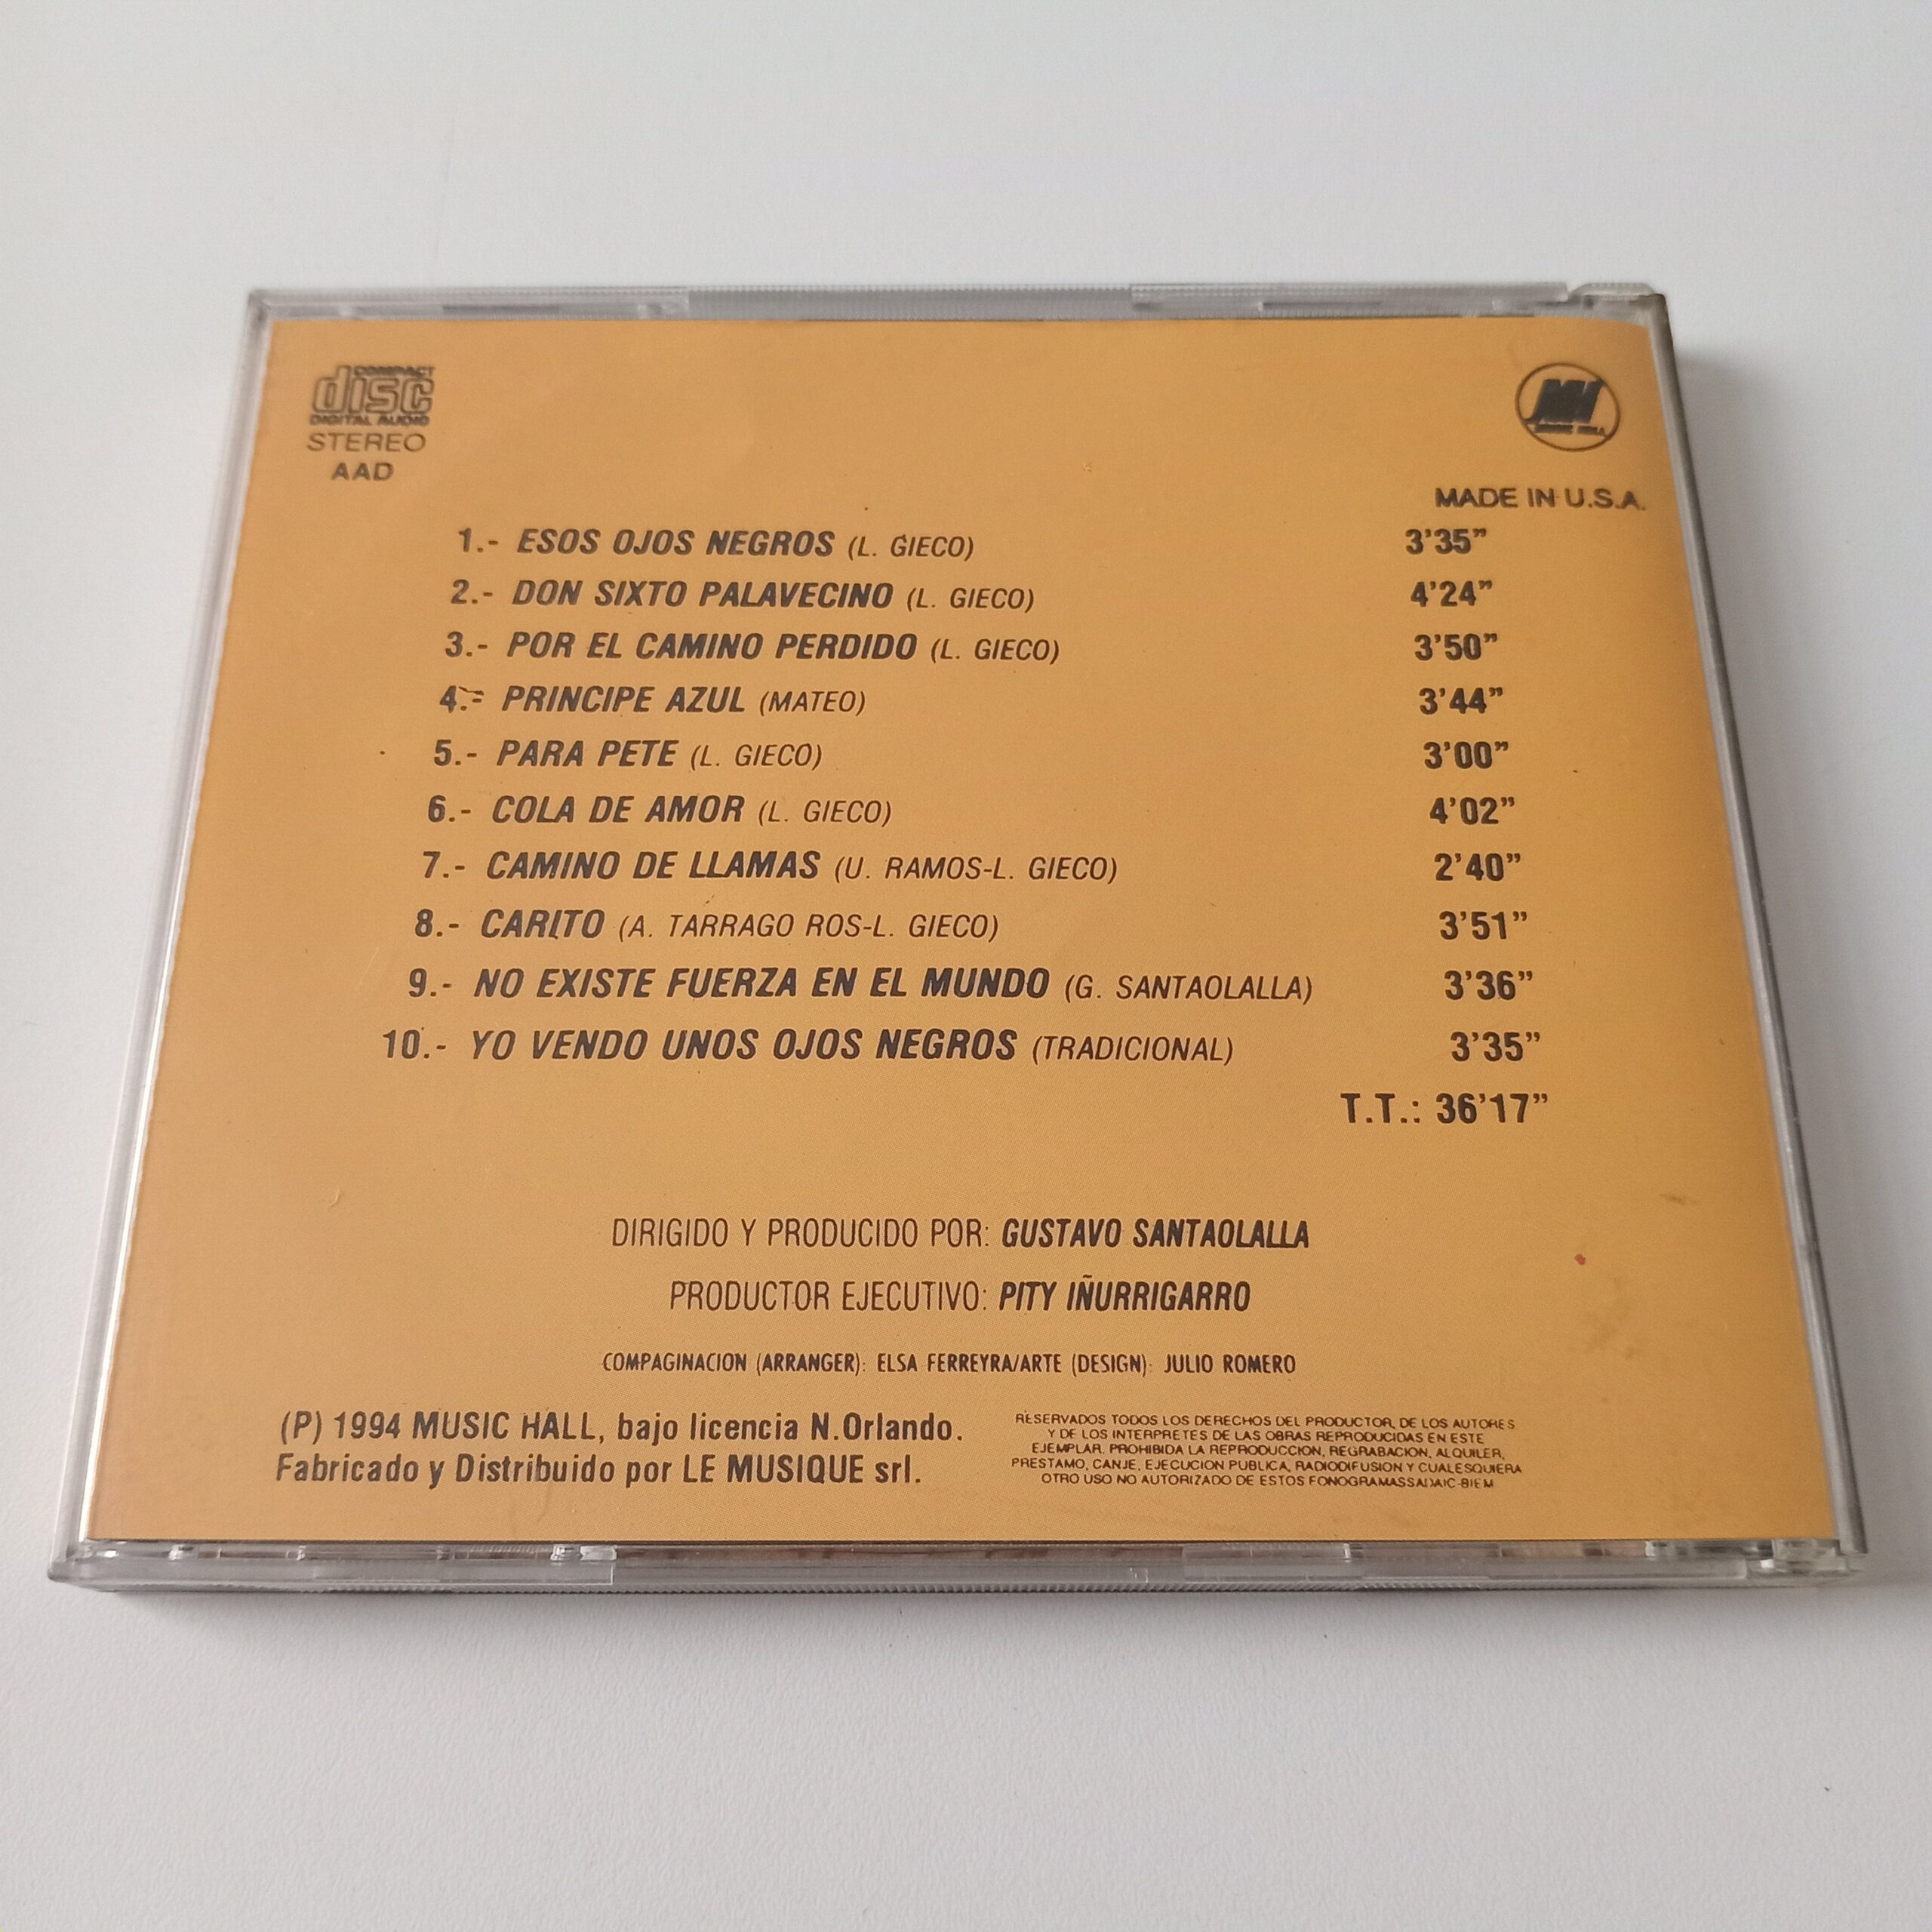 COMPACT
disc
DIGITAL AUDIO
STEREO
AAD
MUSIC HALL
MADE IN U.S.A.
1.- ESOS OJOS NEGROS (L. GIECO) 3'35”
2.- DON SIXTO PALAVECINO (L. GIECO) 4'24”
3.- POR EL CAMINO PERDIDO (L. GIECO) 3'50”
4.- PRINCIPE AZUL (MATEO) 3'44”
5.- PARA PETE (L. GIECO) 3'00”
6.- COLA DE AMOR (L. GIECO) 4'02”
7.- CAMINO DE LLAMAS (U. RAMOS-L. GIECO) 2'40”
8.- CARITO (A. TARRAGO ROS-L. GIECO) 3'51”
9.- NO EXISTE FUERZA EN EL MUNDO (G. SANTAOLALLA) 3'36”
10.- YO VENDO UNOS OJOS NEGROS (TRADICIONAL) 3'35”
T.T.: 36'17”
DIRIGIDO Y PRODUCIDO POR: GUSTAVO SANTAOLALLA
PRODUCTOR EJECUTIVO: PITY IÑURRIGARRO
COMPAGINACION (ARRANGER): ELSA FERREYRA/ARTE (DESIGN): JULIO ROMERO
(P) 1994 MUSIC HALL, bajo licencia N.Orlando.
Fabricado y Distribuido por LE MUSIQUE srl.
RESERVADOS TODOS LOS DERECHOS DEL PRODUCTOR, DE LOS AUTORES
Y DE LOS INTERPRETES DE LAS OBRAS REPRODUCIDAS EN ESTE
EJEMPLAR. PROHIBIDA LA REPRODUCCION, REGRABACION, ALQUILER,
PRESTAMO, CANJE, EJECUCION PUBLICA, RADIODIFUSION Y CUALESQUIERA
OTRO USO NO AUTORIZADO DE ESTOS FONOGRAMASSADAIC-BIEM